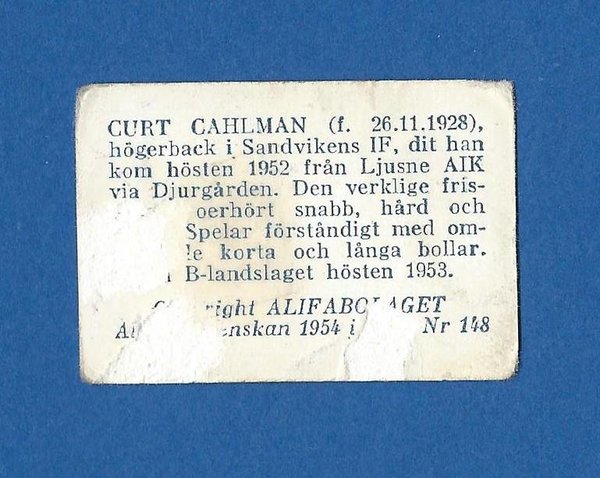 CURT CAHLMAN (f. 26.11.1928),
högerback i Sandvikens IF, dit han
kom hösten 1952 från Ljusne AIK
via Djurgården. Den verklige fris-
oerhört snabb, hård och
Spelar förståndigt med om-
korta och långa bollar.
B-landslaget hösten 1953.
ALIFABOLAGET
1954 i Nr 148